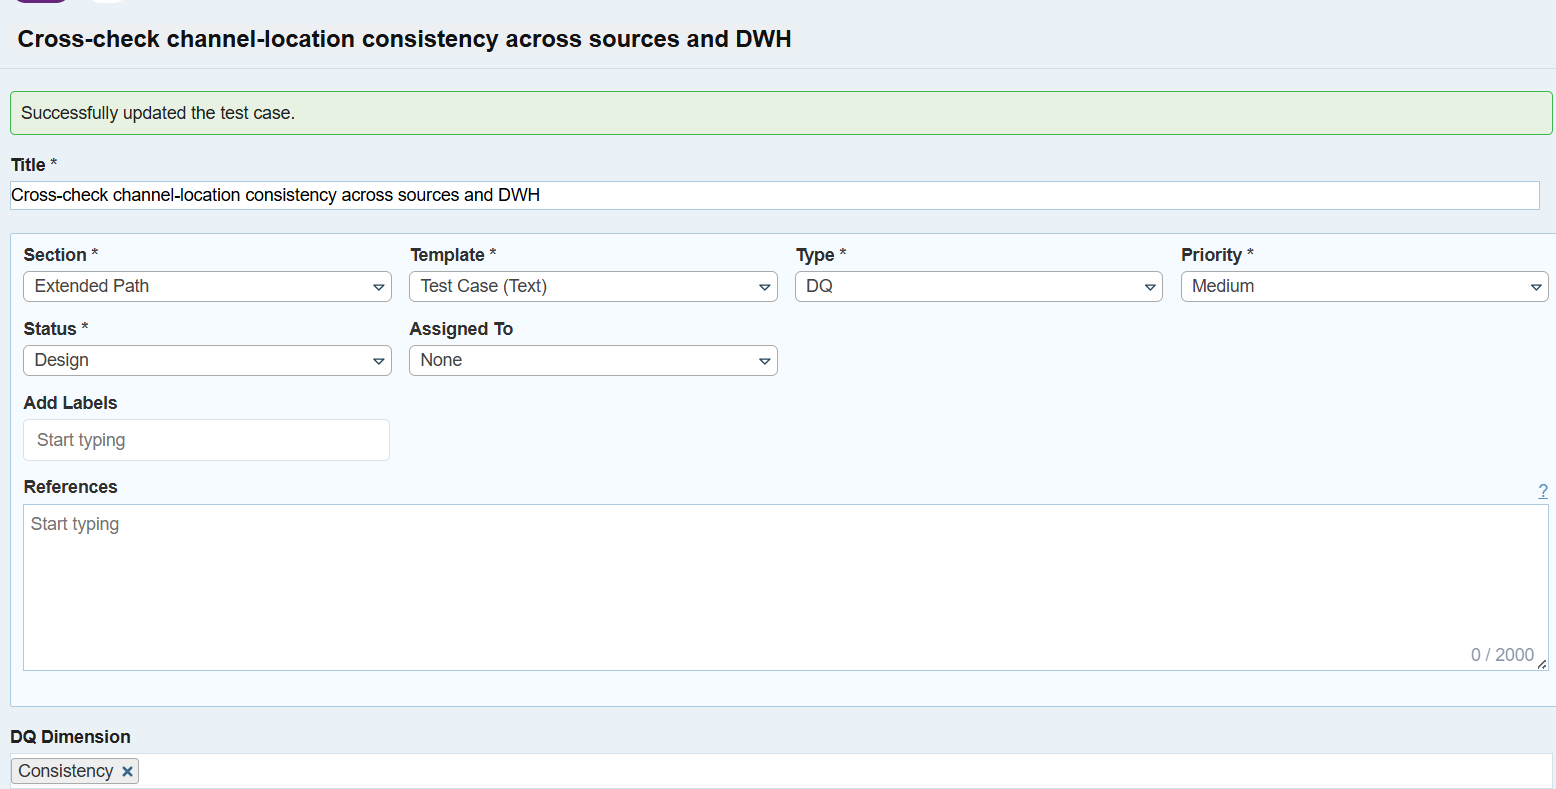 Cross-check channel-location consistency across sources and DWH
Successfully updated the test case.
Title *
Cross-check channel-location consistency across sources and DWH
Section * Template * Type * Priority *
Extended Path Test Case (Text) DQ Medium
Status * Assigned To
Design None
Add Labels
Start typing
References ?
Start typing
0 / 2000
DQ Dimension
Consistency ×